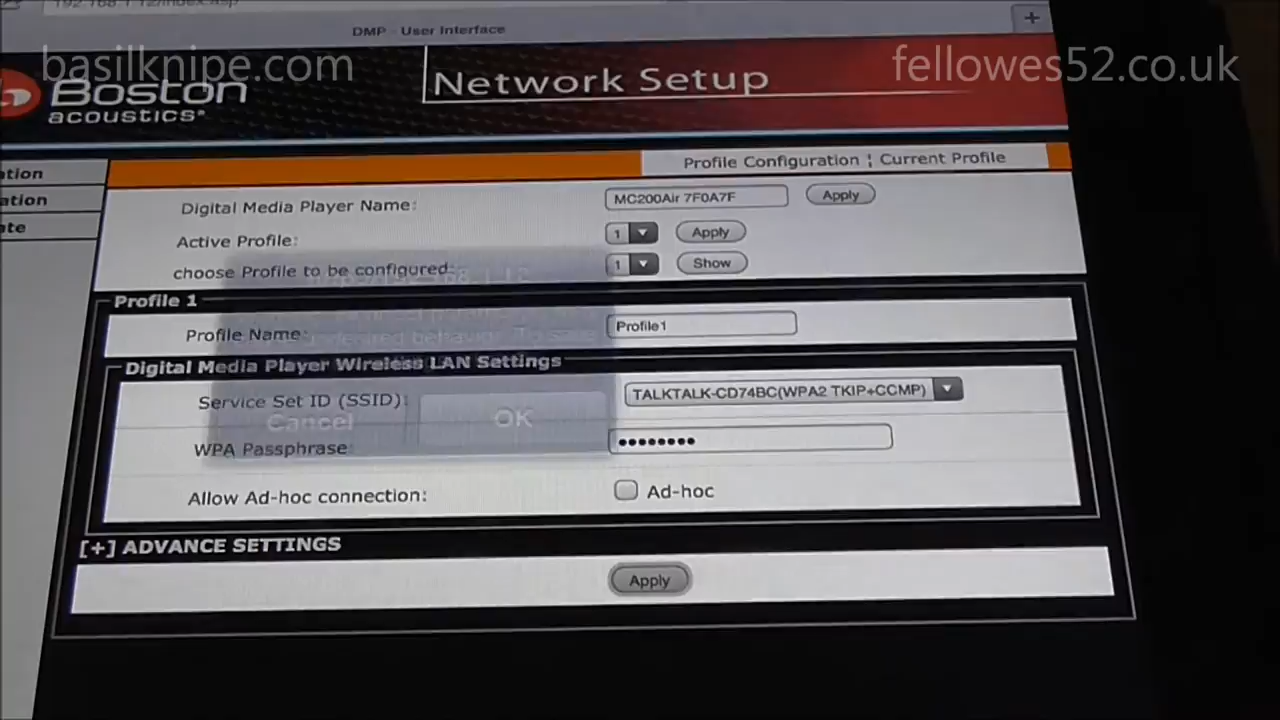 DMP - User Interface
basilknipe.com
fellowes52.co.uk
Boston
acoustics
Network Setup
Profile Configuration ¦ Current Profile
Digital Media Player Name:
MC200Air 7F0A7F
Apply
Active Profile:
1
Apply
choose Profile to be configured:
1
Show
Profile 1
Profile Name:
Profile1
Digital Media Player Wireless LAN Settings
Service Set ID (SSID):
TALKTALK-CD74BC(WPA2 TKIP+CCMP)
Cancel
OK
WPA Passphrase
Allow Ad-hoc connection:
Ad-hoc
[+] ADVANCE SETTINGS
Apply